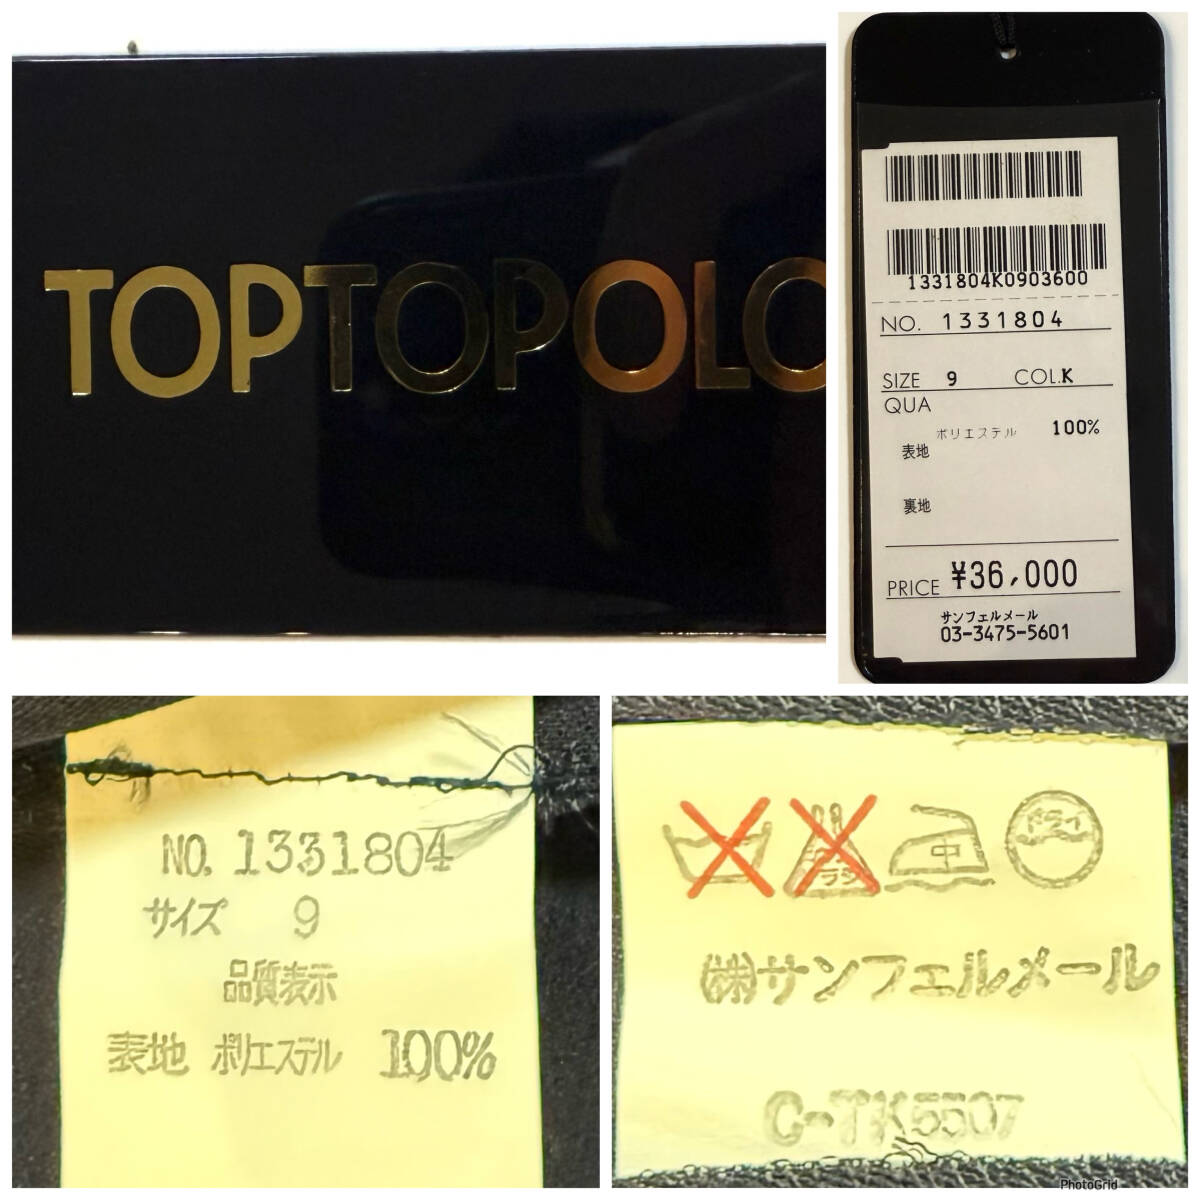 TOPTOPOLO
1331804K0903600
NO. 1331804
SIZE 9 COL.K
QUA
ポリエステル 100%
表地
裏地
PRICE ¥36,000
サンフェルメール
03-3475-5601
NO. 1331804
サイズ 9
品質表示
表地 ポリエステル 100%
中 ドライ
㈱サンフェルメール
C-TK5507
PhotoGrid